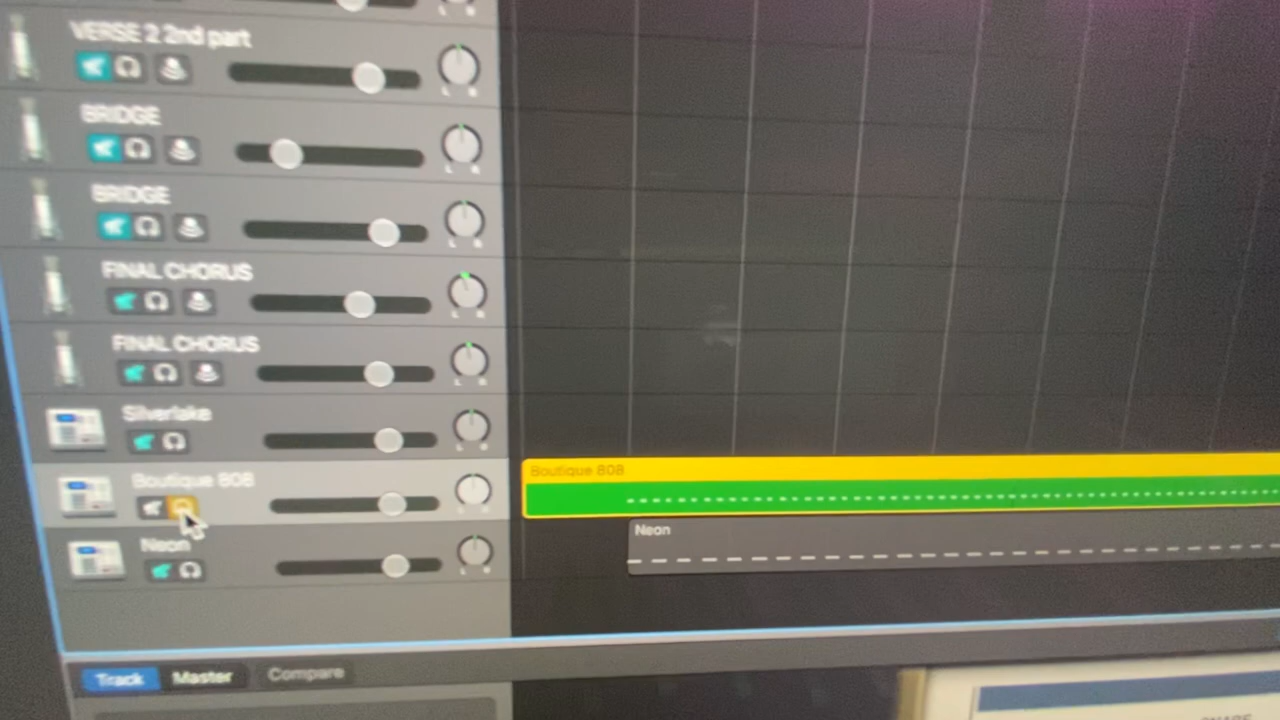 VERSE 2 2nd part
L R
BRIDGE
L R
BRIDGE
L R
FINAL CHORUS
L R
FINAL CHORUS
L R
Silverlake
L R
Boutique 808
Boutique 808
L R
Neon
Neon
L R
Track Master Compare